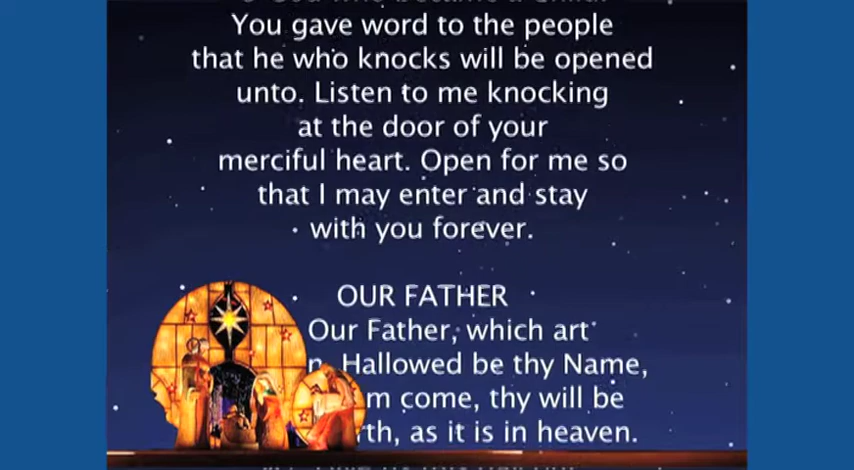 You gave word to the people
that he who knocks will be opened
unto. Listen to me knocking
at the door of your
merciful heart. Open for me so
that I may enter and stay
with you forever.
OUR FATHER
Our Father, which art
n, Hallowed be thy Name,
m come, thy will be
rth, as it is in heaven.